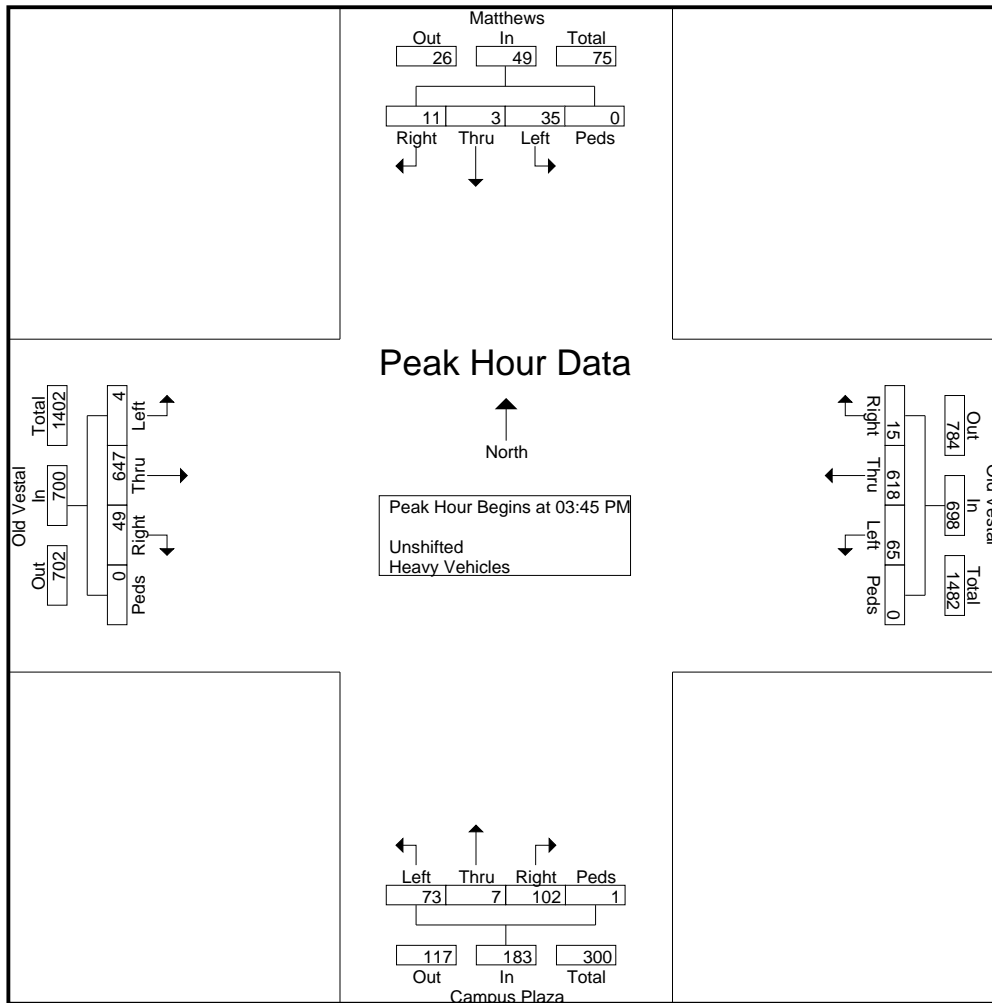 Matthews
Out In Total
26 49 75
11 3 35 0
Right Thru Left Peds
Peak Hour Data
North
Peak Hour Begins at 03:45 PM
Unshifted
Heavy Vehicles
Old Vestal
Total In Out
1402 700 702
4 647 49 0
Left Thru Right Peds
Old Vestal
Out In Total
784 698 1482
15 618 65 0
Right Thru Left Peds
Left Thru Right Peds
73 7 102 1
117 183 300
Out In Total
Campus Plaza